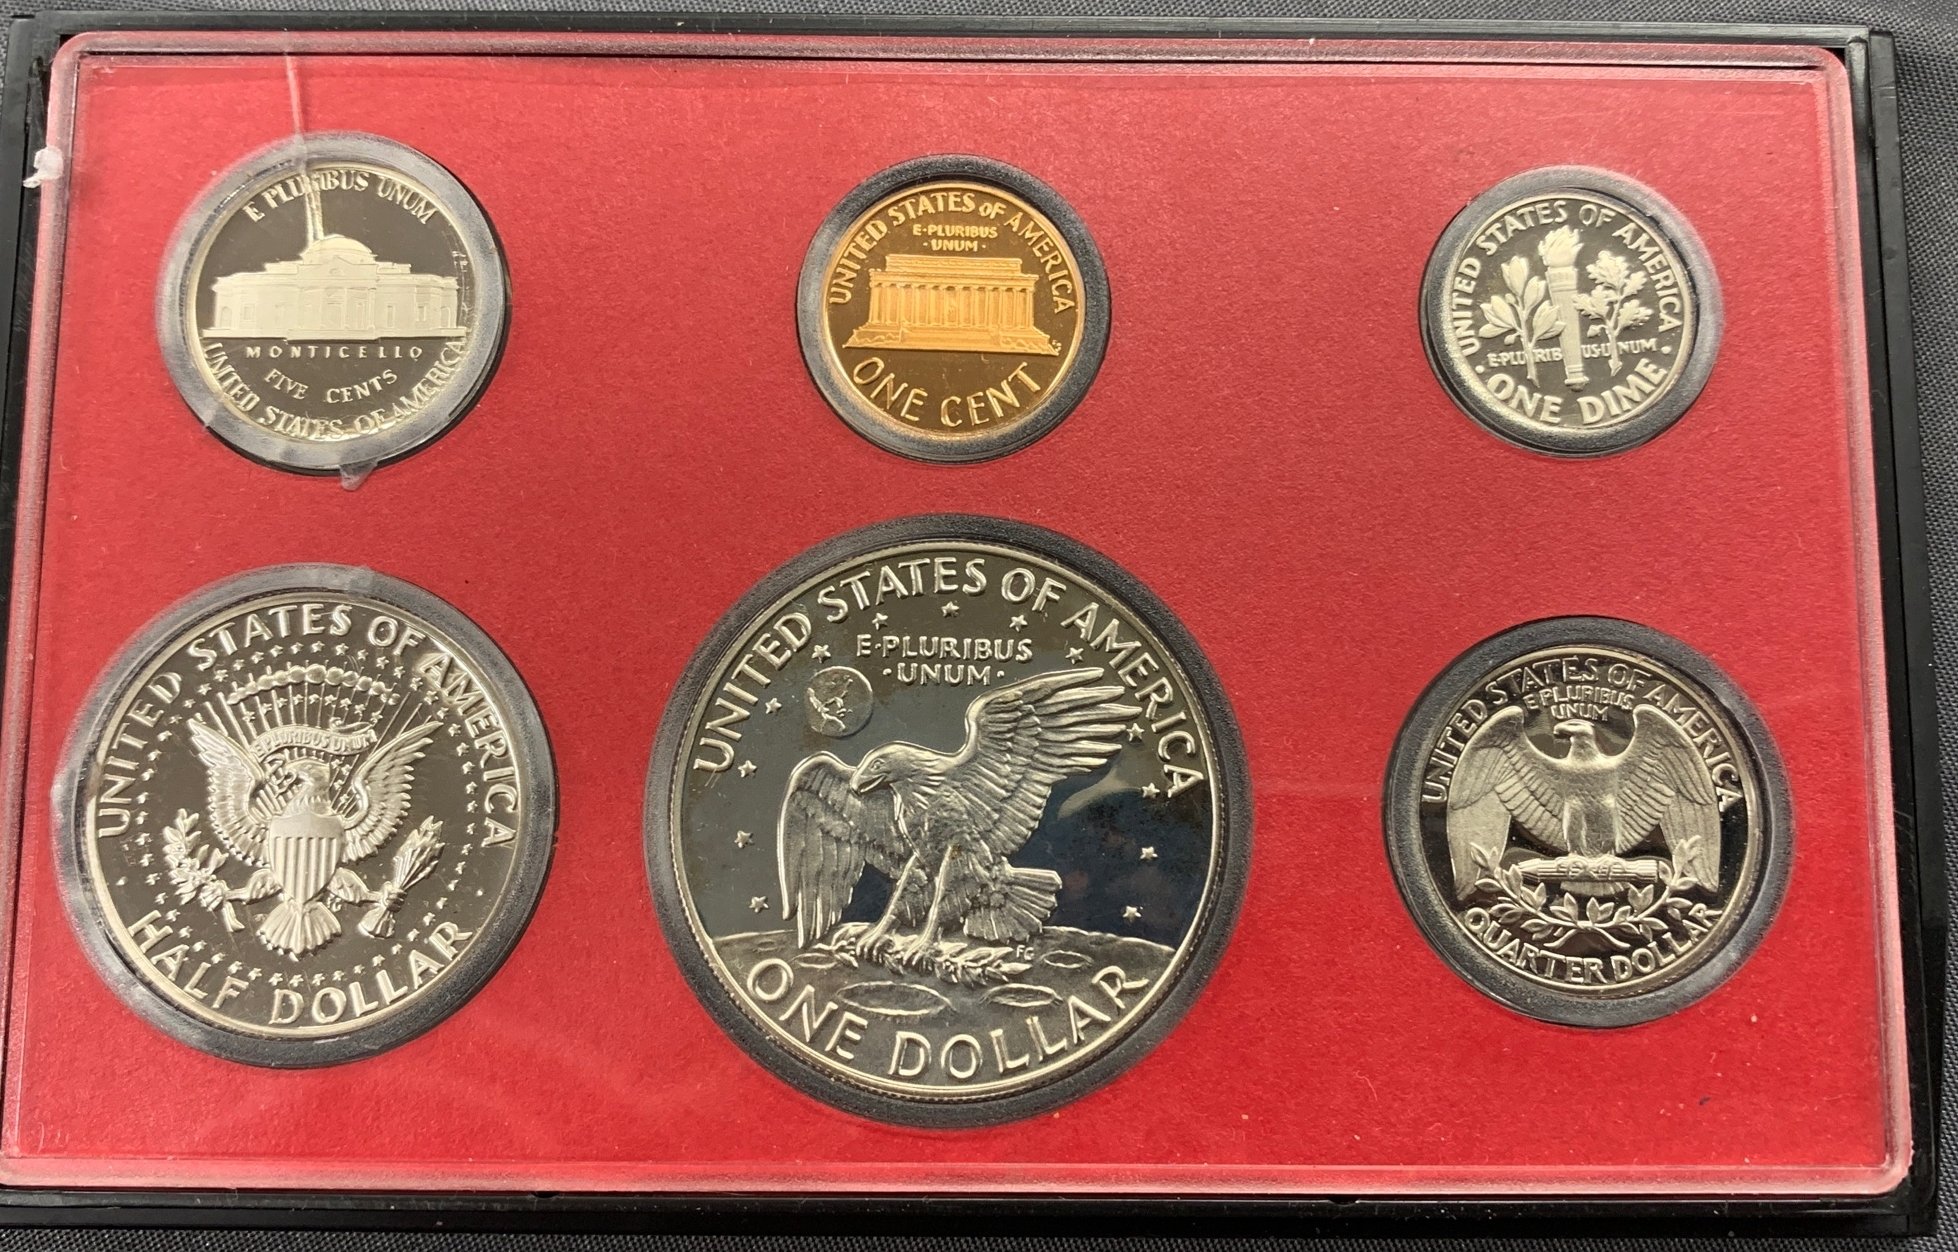 E PLURIBUS UNUM
MONTICELLO
FIVE CENTS
UNITED STATES OF AMERICA
UNITED STATES OF AMERICA
E·PLURIBUS
·UNUM·
ONE CENT
UNITED STATES OF AMERICA
E·PLURIBUS·UNUM
·ONE DIME·
UNITED STATES OF AMERICA
E PLURIBUS UNUM
HALF DOLLAR
UNITED STATES OF AMERICA
E·PLURIBUS
·UNUM·
FG
ONE DOLLAR
UNITED STATES OF AMERICA
E PLURIBUS
UNUM
QUARTER DOLLAR